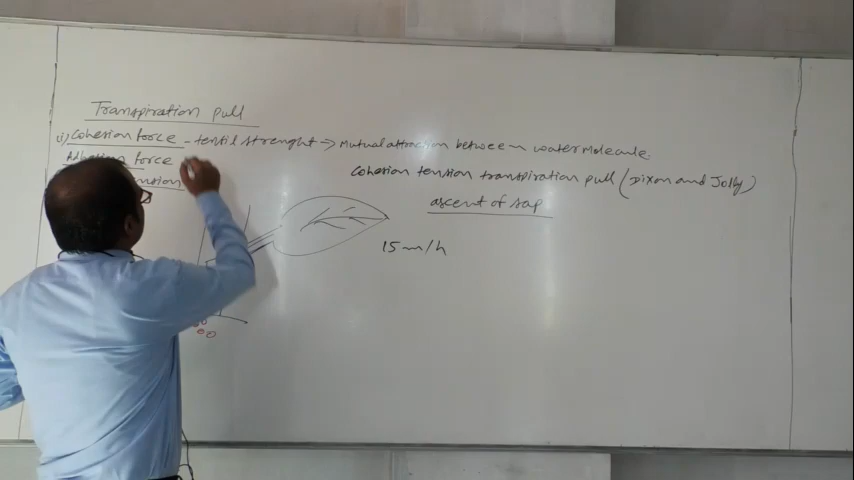 Transpiration pull
(i) Cohesion force - tentil strenght → Mutual attraction between water molecule.
Adhesion force
Cohesion tension transpiration pull (Dixon and Jolly)
ascent of sap
15 m/h